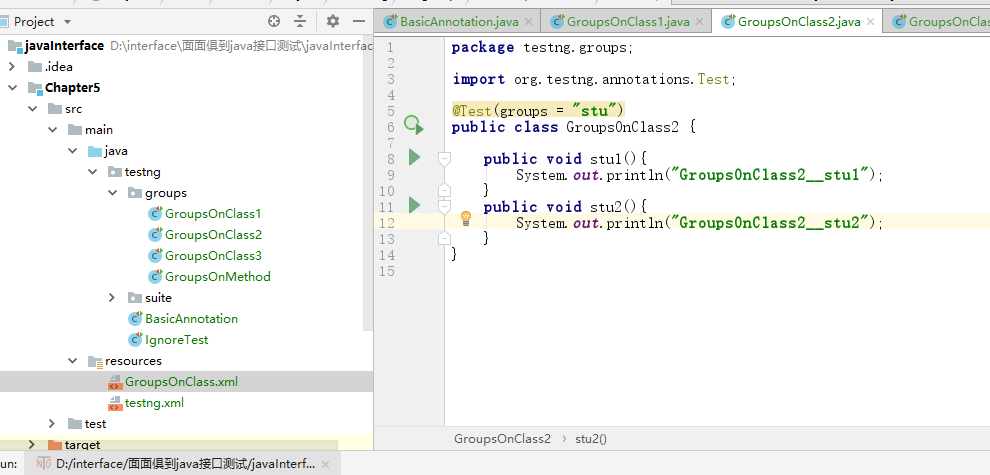 Project
javaInterface D:\interface\面面俱到java接口测试\javaInterfac
.idea
Chapter5
src
main
java
testng
groups
GroupsOnClass1
GroupsOnClass2
GroupsOnClass3
GroupsOnMethod
suite
BasicAnnotation
IgnoreTest
resources
GroupsOnClass.xml
testng.xml
test
target
BasicAnnotation.java
GroupsOnClass1.java
GroupsOnClass2.java
GroupsOnClass
1 package testng.groups;
2
3 import org.testng.annotations.Test;
4
5 @Test(groups = "stu")
6 public class GroupsOnClass2 {
7
8 public void stu1(){
9 System.out.println("GroupsOnClass2__stu1");
10 }
11 public void stu2(){
12 System.out.println("GroupsOnClass2__stu2");
13 }
14 }
15
GroupsOnClass2 › stu2()
un: D:/interface/面面俱到java接口测试/javaInterf...